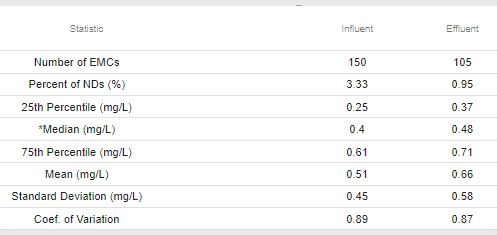 Statistic Influent Effluent
Number of EMCs 150 105
Percent of NDs (%) 3.33 0.95
25th Percentile (mg/L) 0.25 0.37
*Median (mg/L) 0.4 0.48
75th Percentile (mg/L) 0.61 0.71
Mean (mg/L) 0.51 0.66
Standard Deviation (mg/L) 0.45 0.58
Coef. of Variation 0.89 0.87